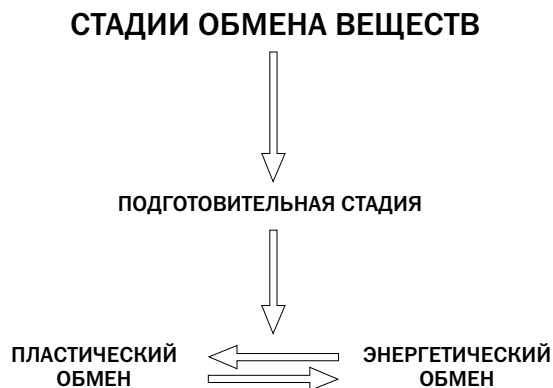 СТАДИИ ОБМЕНА ВЕЩЕСТВ
ПОДГОТОВИТЕЛЬНАЯ СТАДИЯ
ПЛАСТИЧЕСКИЙ
ОБМЕН
ЭНЕРГЕТИЧЕСКИЙ
ОБМЕН